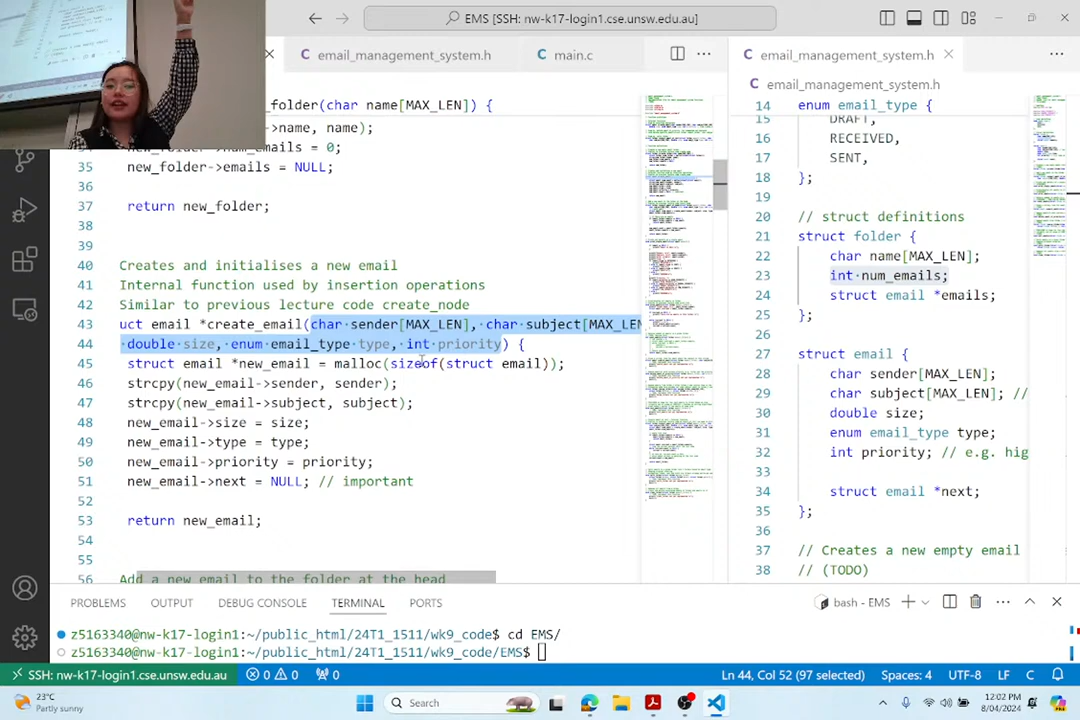 EMS [SSH: nw-k17-login1.cse.unsw.edu.au]
email_management_system.h
main.c
email_management_system.h
email_management_system.h
_folder(char name[MAX_LEN]) {
->name, name);
_emails = 0;
35 new_folder->emails = NULL;
36
37 return new_folder;
38
39
40 Creates and initialises a new email
41 Internal function used by insertion operations
42 Similar to previous lecture code create_node
43 uct email *create_email(char sender[MAX_LEN], char subject[MAX_LEN
44 double size, enum email_type type, int priority) {
45 struct email *new_email = malloc(sizeof(struct email));
46 strcpy(new_email->sender, sender);
47 strcpy(new_email->subject, subject);
48 new_email->size = size;
49 new_email->type = type;
50 new_email->priority = priority;
51 new_email->next = NULL; // important
52
53 return new_email;
54
55
56 Add a new email to the folder at the head
14 enum email_type {
15 DRAFT,
16 RECEIVED,
17 SENT,
18 };
19
20 // struct definitions
21 struct folder {
22 char name[MAX_LEN];
23 int num_emails;
24 struct email *emails;
25 };
26
27 struct email {
28 char sender[MAX_LEN];
29 char subject[MAX_LEN]; //
30 double size;
31 enum email_type type;
32 int priority; // e.g. hig
33
34 struct email *next;
35 };
36
37 // Creates a new empty email
38 // (TODO)
PROBLEMS OUTPUT DEBUG CONSOLE TERMINAL PORTS
bash - EMS
z5163340@nw-k17-login1:~/public_html/24T1_1511/wk9_code$ cd EMS/
z5163340@nw-k17-login1:~/public_html/24T1_1511/wk9_code/EMS$
SSH: nw-k17-login1.cse.unsw.edu.au 0 0 0 Ln 44, Col 52 (97 selected) Spaces: 4 UTF-8 LF C
23°C
Partly sunny
Search
12:02 PM
8/04/2024